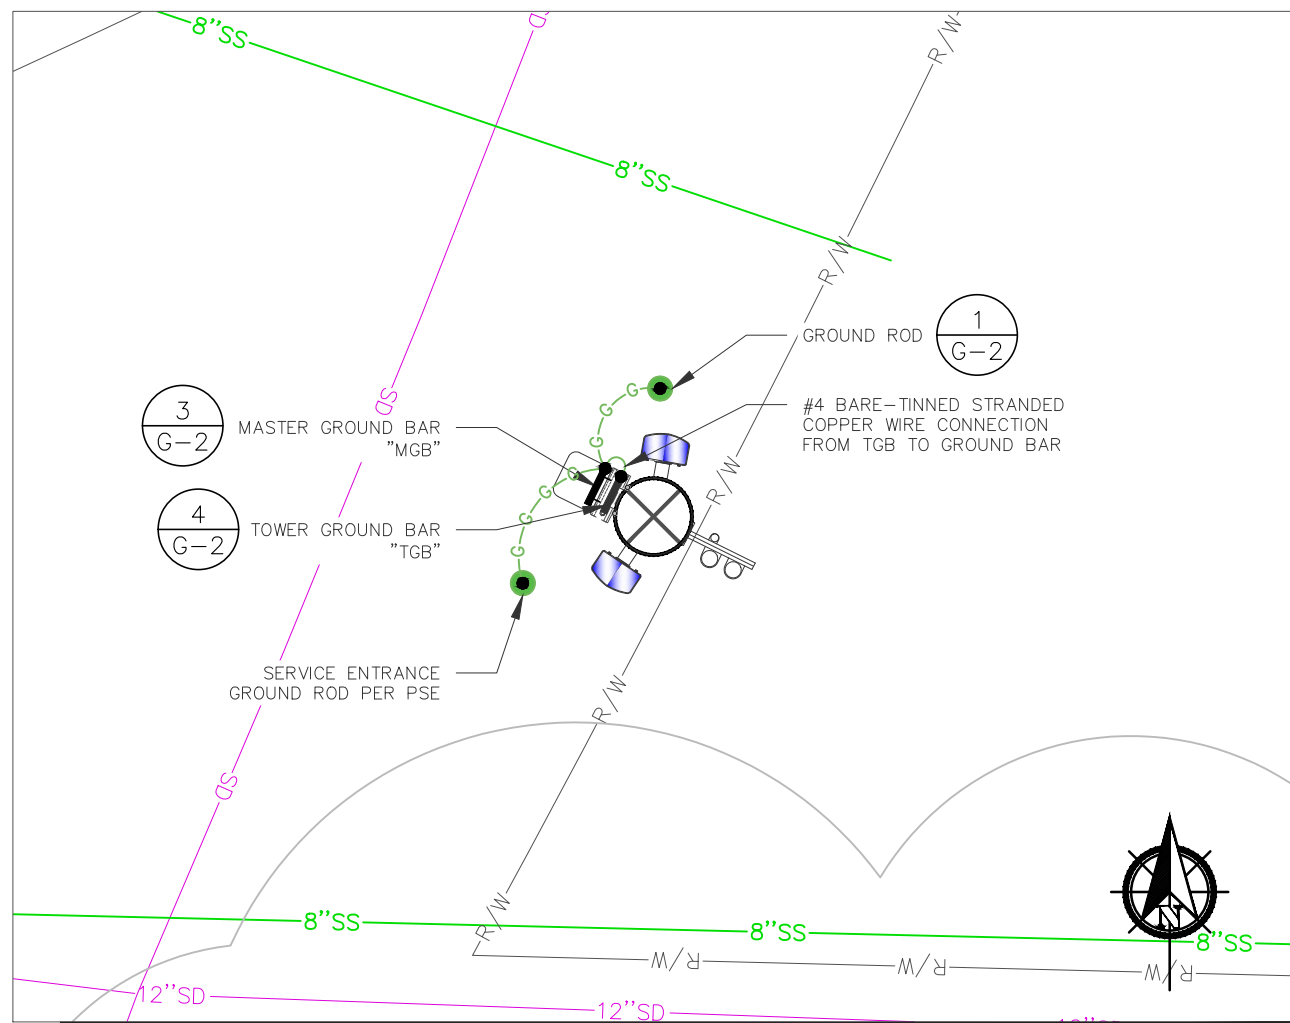 SD
8"SS
R/W
8"SS
R/W
1
G-2
GROUND ROD
G
G
G
#4 BARE-TINNED STRANDED
COPPER WIRE CONNECTION
FROM TGB TO GROUND BAR
SD
3
G-2
MASTER GROUND BAR
"MGB"
R/W
G
G
G
G
4
G-2
TOWER GROUND BAR
"TGB"
SERVICE ENTRANCE
GROUND ROD PER PSE
R/W
SD
N
8"SS
R/W
8"SS
8"SS
R/W
R/W
R/W
12"SD
12"SD